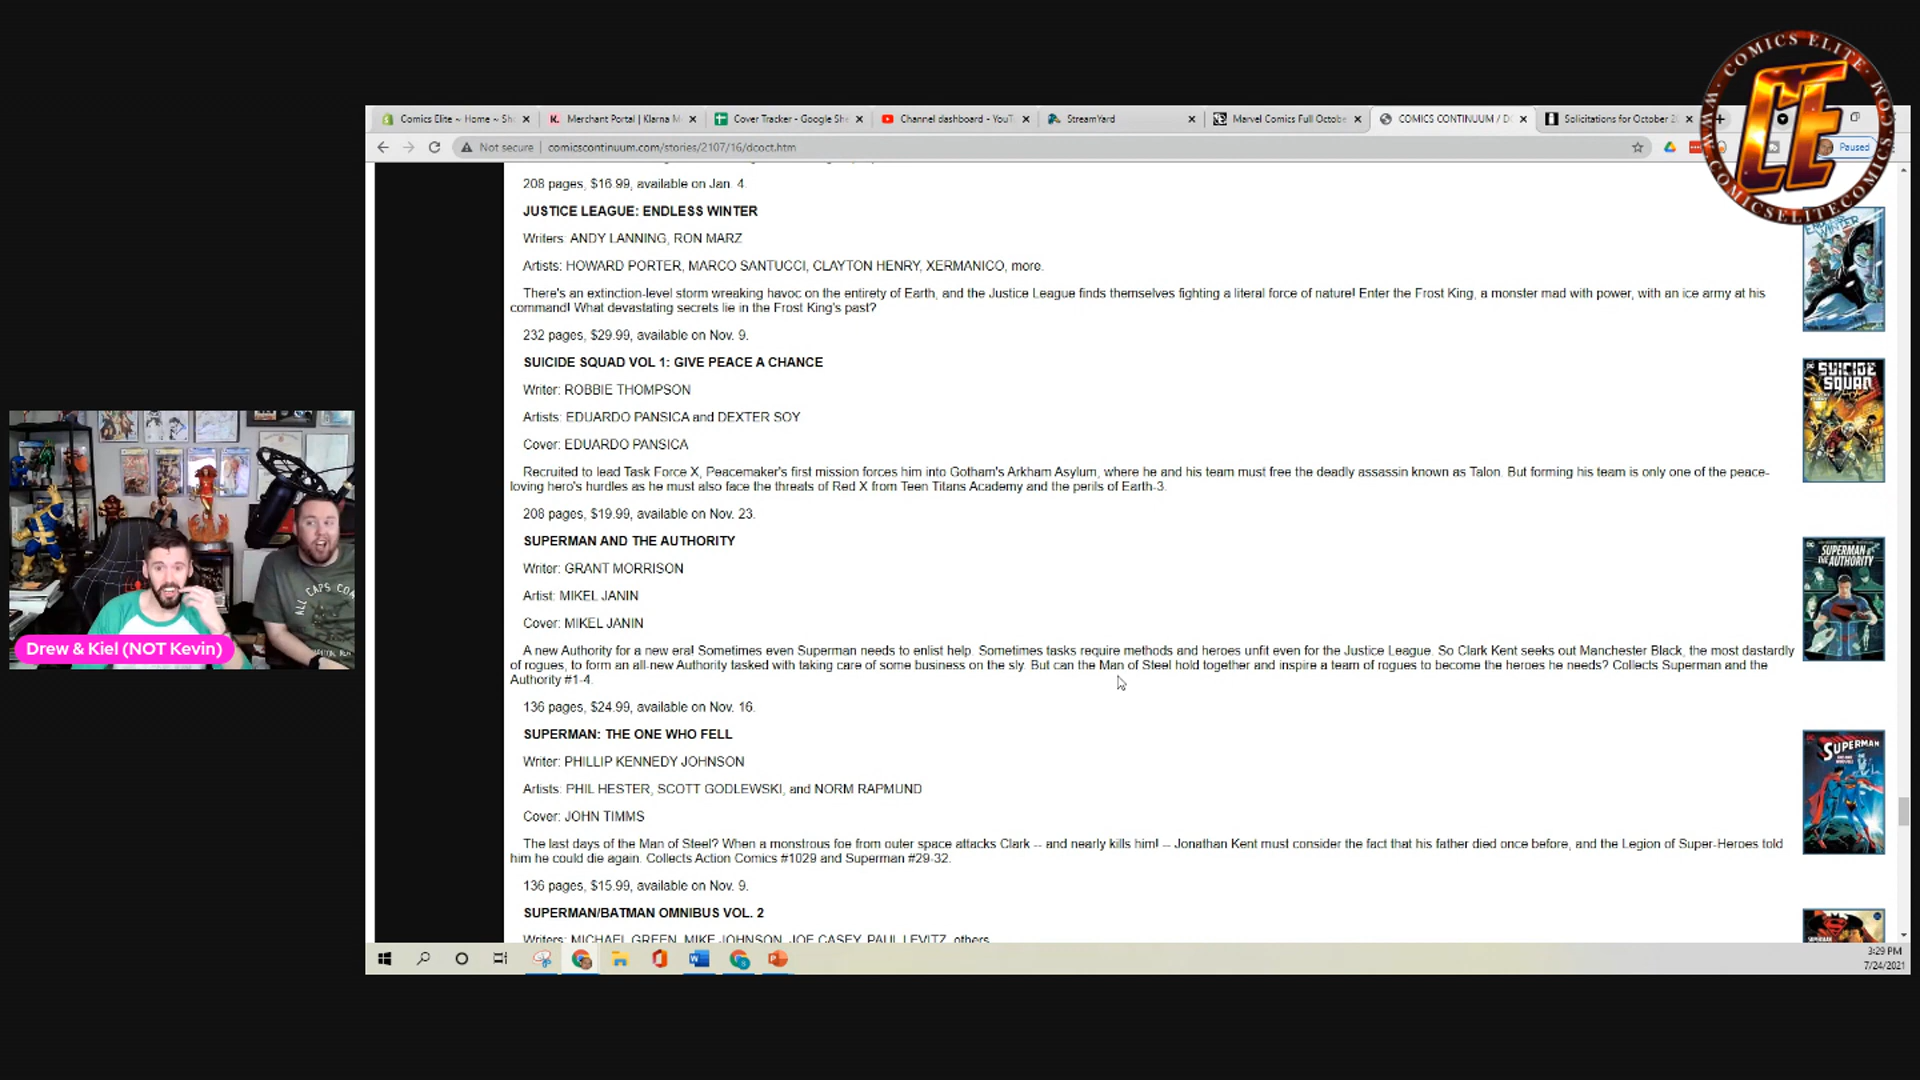 Comics Elite ~ Home ~ Sh
Merchant Portal | Klarna M
Cover Tracker - Google She
Channel dashboard - YouT
StreamYard
Marvel Comics Full Octobe
COMICS CONTINUUM / D
Solicitations for October 2
Not secure | comicscontinuum.com/stories/2107/16/dcoct.htm
Paused
COMICS ELITE
CE
WWW.COMICSELITECOMICS.COM
208 pages, $16.99, available on Jan. 4.
JUSTICE LEAGUE: ENDLESS WINTER
Writers: ANDY LANNING, RON MARZ
Artists: HOWARD PORTER, MARCO SANTUCCI, CLAYTON HENRY, XERMANICO, more.
There's an extinction-level storm wreaking havoc on the entirety of Earth, and the Justice League finds themselves fighting a literal force of nature! Enter the Frost King, a monster mad with power, with an ice army at his
command! What devastating secrets lie in the Frost King's past?
232 pages, $29.99, available on Nov. 9.
WINTER
SUICIDE SQUAD VOL 1: GIVE PEACE A CHANCE
Writer: ROBBIE THOMPSON
Artists: EDUARDO PANSICA and DEXTER SOY
Cover: EDUARDO PANSICA
Recruited to lead Task Force X, Peacemaker's first mission forces him into Gotham's Arkham Asylum, where he and his team must free the deadly assassin known as Talon. But forming his team is only one of the peace-
loving hero's hurdles as he must also face the threats of Red X from Teen Titans Academy and the perils of Earth-3.
208 pages, $19.99, available on Nov. 23.
SUICIDE
SQUAD
SUPERMAN AND THE AUTHORITY
Writer: GRANT MORRISON
Artist: MIKEL JANIN
Cover: MIKEL JANIN
A new Authority for a new era! Sometimes even Superman needs to enlist help. Sometimes tasks require methods and heroes unfit even for the Justice League. So Clark Kent seeks out Manchester Black, the most dastardly
of rogues, to form an all-new Authority tasked with taking care of some business on the sly. But can the Man of Steel hold together and inspire a team of rogues to become the heroes he needs? Collects Superman and the
Authority #1-4.
136 pages, $24.99, available on Nov. 16.
SUPERMAN
THE AUTHORITY
SUPERMAN: THE ONE WHO FELL
Writer: PHILLIP KENNEDY JOHNSON
Artists: PHIL HESTER, SCOTT GODLEWSKI, and NORM RAPMUND
Cover: JOHN TIMMS
The last days of the Man of Steel? When a monstrous foe from outer space attacks Clark -- and nearly kills him! -- Jonathan Kent must consider the fact that his father died once before, and the Legion of Super-Heroes told
him he could die again. Collects Action Comics #1029 and Superman #29-32.
136 pages, $15.99, available on Nov. 9.
SUPERMAN
SUPERMAN/BATMAN OMNIBUS VOL. 2
Writers: MICHAEL GREEN, MIKE JOHNSON, JOE CASEY, PAUL LEVITZ, others
ALL CAPS CO
Drew & Kiel (NOT Kevin)
3:29 PM
7/24/2021